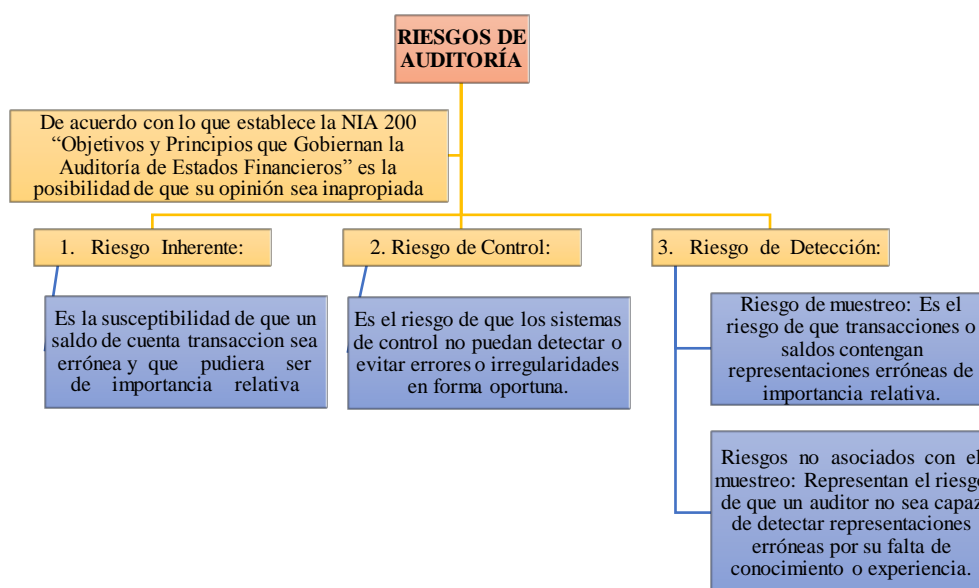 RIESGOS DE
AUDITORÍA
De acuerdo con lo que establece la NIA 200
“Objetivos y Principios que Gobiernan la
Auditoría de Estados Financieros” es la
posibilidad de que su opinión sea inapropiada
1. Riesgo Inherente:
Es la susceptibilidad de que un
saldo de cuenta transaccion sea
errónea y que pudiera ser
de importancia relativa
2. Riesgo de Control:
Es el riesgo de que los sistemas
de control no puedan detectar o
evitar errores o irregularidades
en forma oportuna.
3. Riesgo de Detección:
Riesgo de muestreo: Es el
riesgo de que transacciones o
saldos contengan
representaciones erróneas de
importancia relativa.
Riesgos no asociados con el
muestreo: Representan el riesgo
de que un auditor no sea capaz
de detectar representaciones
erróneas por su falta de
conocimiento o experiencia.